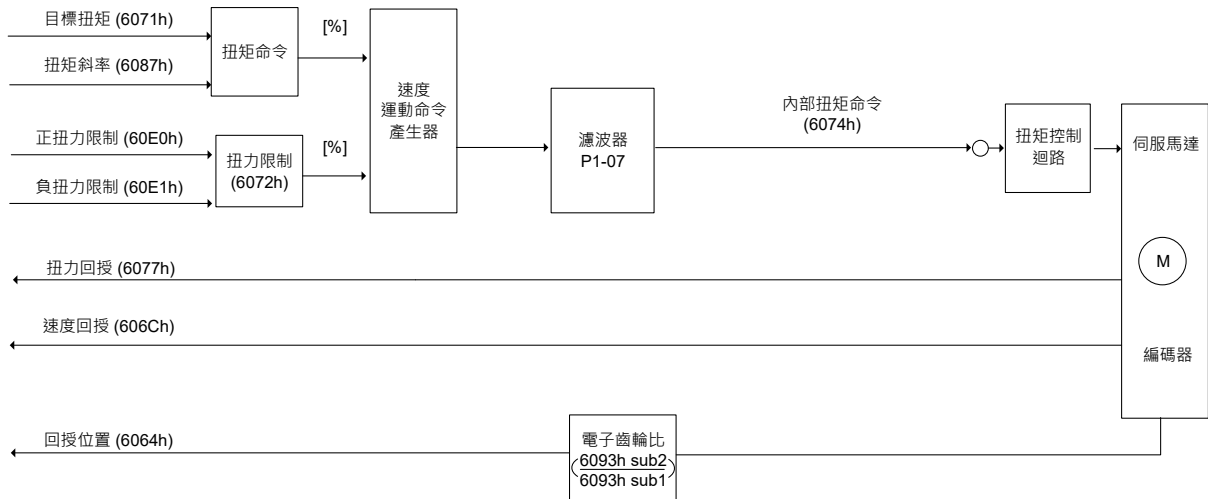 目標扭矩 (6071h)
扭矩斜率 (6087h)
扭矩命令
[%]
正扭力限制 (60E0h)
負扭力限制 (60E1h)
扭力限制
(6072h)
[%]
速度
運動命令
產生器
濾波器
P1-07
內部扭矩命令
(6074h)
扭矩控制
迴路
伺服馬達
M
編碼器
扭力回授 (6077h)
速度回授 (606Ch)
回授位置 (6064h)
電子齒輪比
6093h sub2
6093h sub1